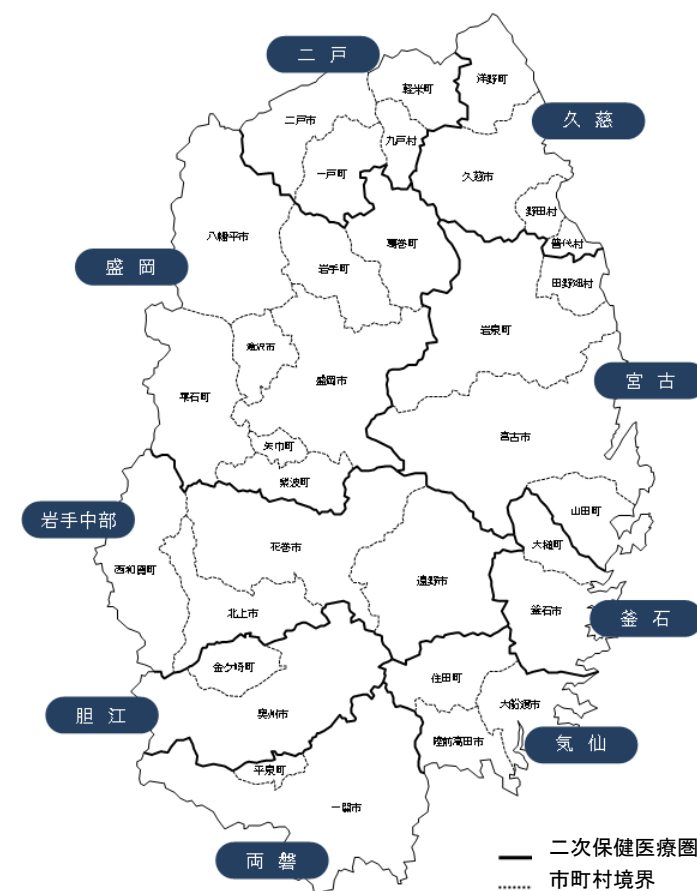 二戸
軽米町
洋野町
久慈
二戸市
九戸村
一戸町
久慈市
野田村
八幡平市
葛巻町
普代村
盛岡
岩手町
田野畑村
岩泉町
滝沢市
盛岡市
宮古
雫石町
宮古市
矢巾町
紫波町
山田町
岩手中部
大槌町
花巻市
西和賀町
遠野市
釜石市
北上市
釜石
金ケ崎町
住田町
大船渡市
胆江
奥州市
陸前高田市
気仙
平泉町
一関市
両磐
二次保健医療圏
市町村境界